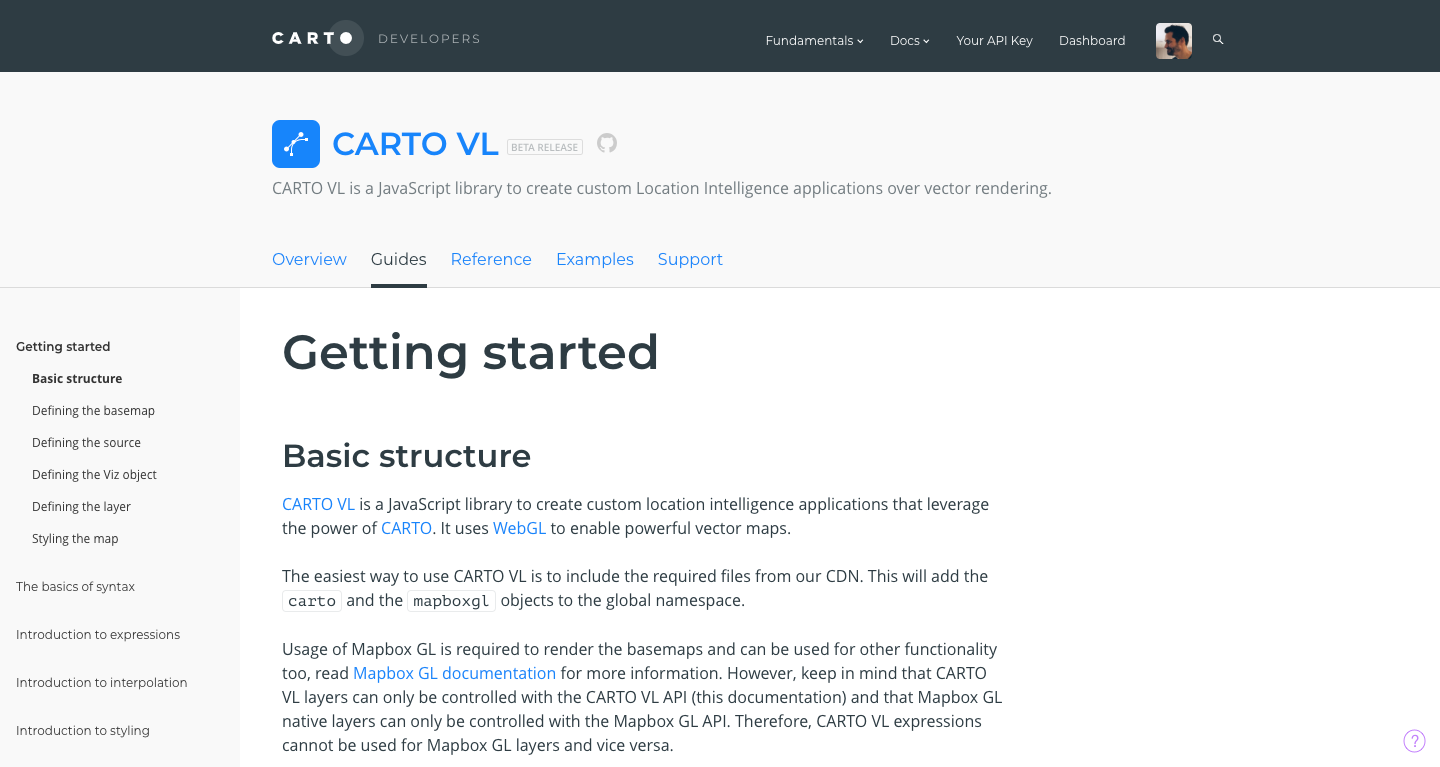 CARTO DEVELOPERS
Fundamentals Docs Your API Key Dashboard
CARTO VL BETA RELEASE
CARTO VL is a JavaScript library to create custom Location Intelligence applications over vector rendering.
Overview Guides Reference Examples Support
Getting started
Basic structure
Defining the basemap
Defining the source
Defining the Viz object
Defining the layer
Styling the map
The basics of syntax
Introduction to expressions
Introduction to interpolation
Introduction to styling
Getting started
Basic structure
CARTO VL is a JavaScript library to create custom location intelligence applications that leverage
the power of CARTO. It uses WebGL to enable powerful vector maps.
The easiest way to use CARTO VL is to include the required files from our CDN. This will add the
carto and the mapboxgl objects to the global namespace.
Usage of Mapbox GL is required to render the basemaps and can be used for other functionality
too, read Mapbox GL documentation for more information. However, keep in mind that CARTO
VL layers can only be controlled with the CARTO VL API (this documentation) and that Mapbox GL
native layers can only be controlled with the Mapbox GL API. Therefore, CARTO VL expressions
cannot be used for Mapbox GL layers and vice versa.
?